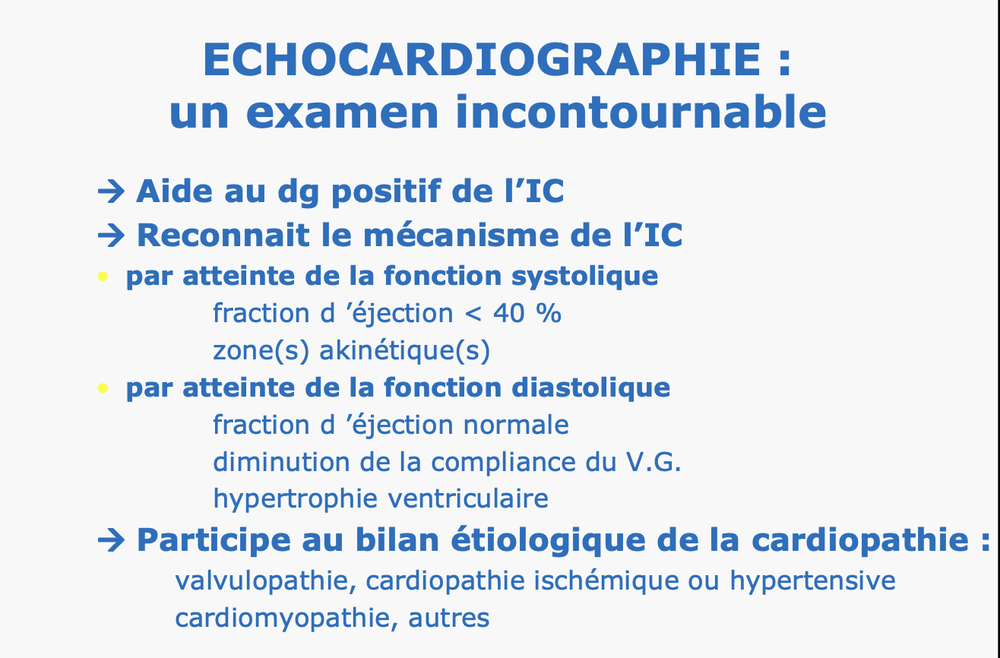 ECHOCARDIOGRAPHIE :
un examen incontournable
→ Aide au dg positif de l’IC
→ Reconnait le mécanisme de l’IC
• par atteinte de la fonction systolique
fraction d ’éjection < 40 %
zone(s) akinétique(s)
• par atteinte de la fonction diastolique
fraction d ’éjection normale
diminution de la compliance du V.G.
hypertrophie ventriculaire
→ Participe au bilan étiologique de la cardiopathie :
valvulopathie, cardiopathie ischémique ou hypertensive
cardiomyopathie, autres